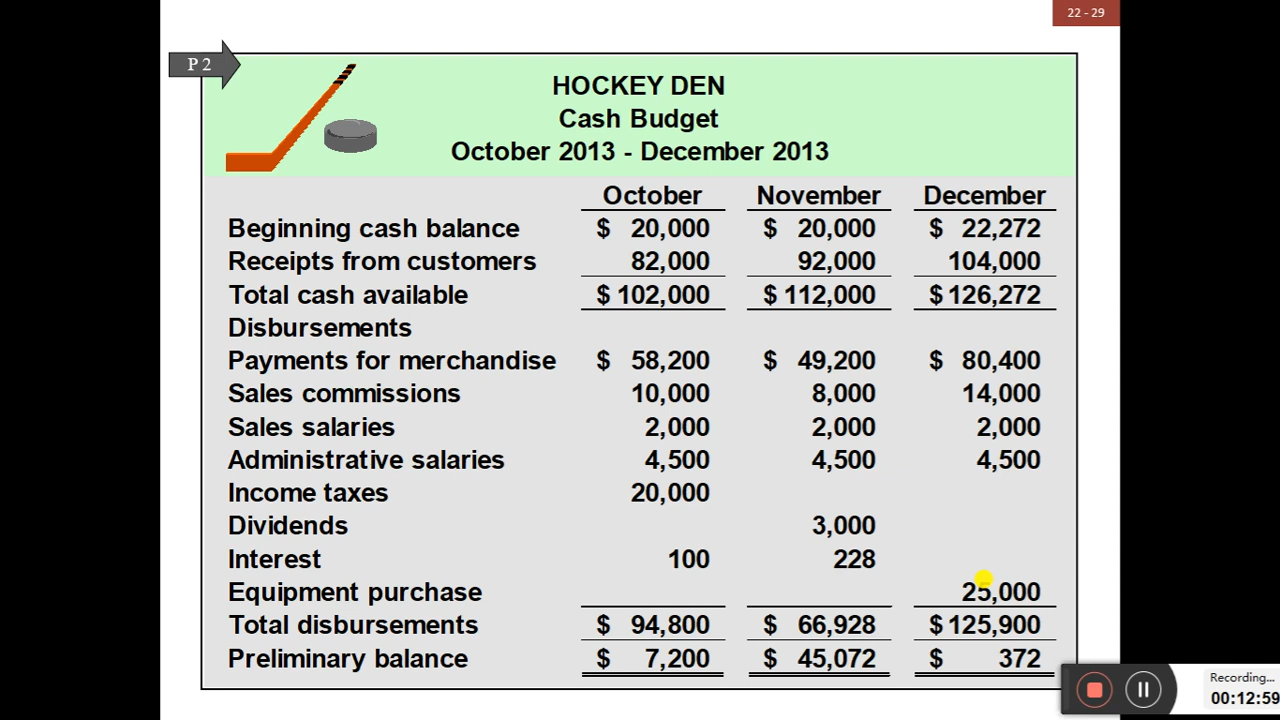 22 - 29
P 2
HOCKEY DEN
Cash Budget
October 2013 - December 2013
October November December
Beginning cash balance $ 20,000 $ 20,000 $ 22,272
Receipts from customers 82,000 92,000 104,000
Total cash available $ 102,000 $ 112,000 $ 126,272
Disbursements
Payments for merchandise $ 58,200 $ 49,200 $ 80,400
Sales commissions 10,000 8,000 14,000
Sales salaries 2,000 2,000 2,000
Administrative salaries 4,500 4,500 4,500
Income taxes 20,000
Dividends 3,000
Interest 100 228
Equipment purchase 25,000
Total disbursements $ 94,800 $ 66,928 $ 125,900
Preliminary balance $ 7,200 $ 45,072 $ 372
Recording...
00:12:59